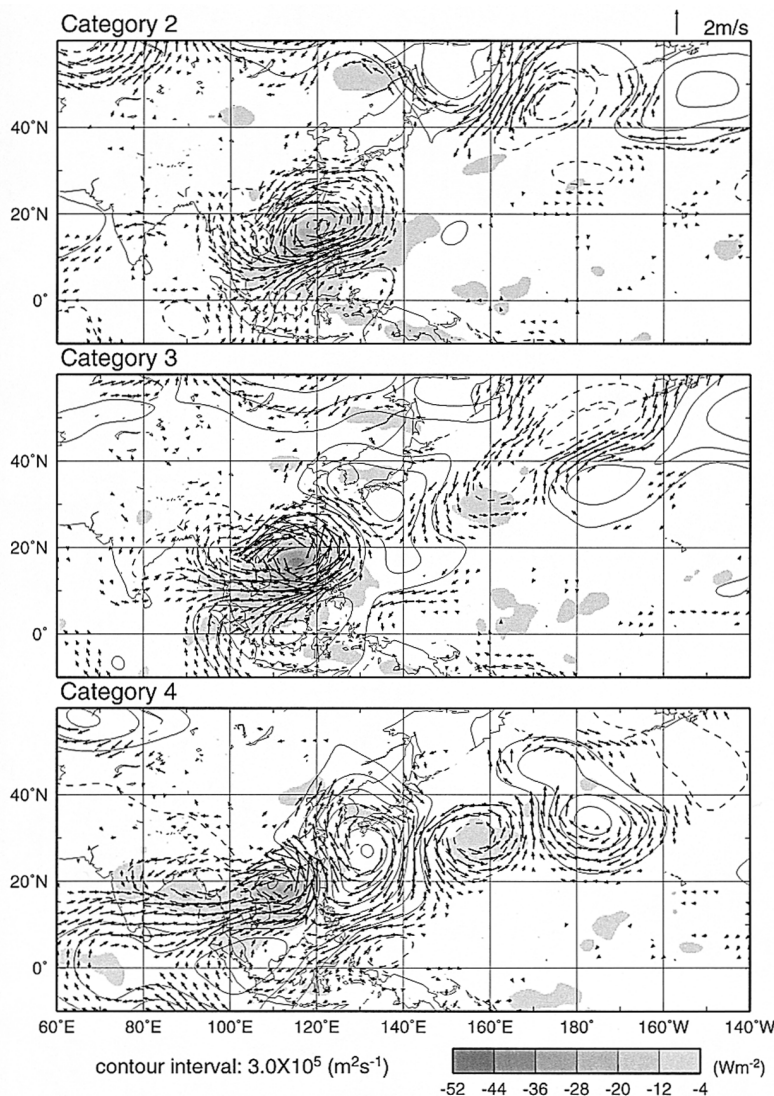 Category 2
2m/s
40°N
20°N
0°
Category 3
40°N
20°N
0°
Category 4
40°N
20°N
0°
60°E 80°E 100°E 120°E 140°E 160°E 180° 160°W 140°W
contour interval: 3.0X10⁵ (m²s⁻¹)
(Wm⁻²)
-52 -44 -36 -28 -20 -12 -4